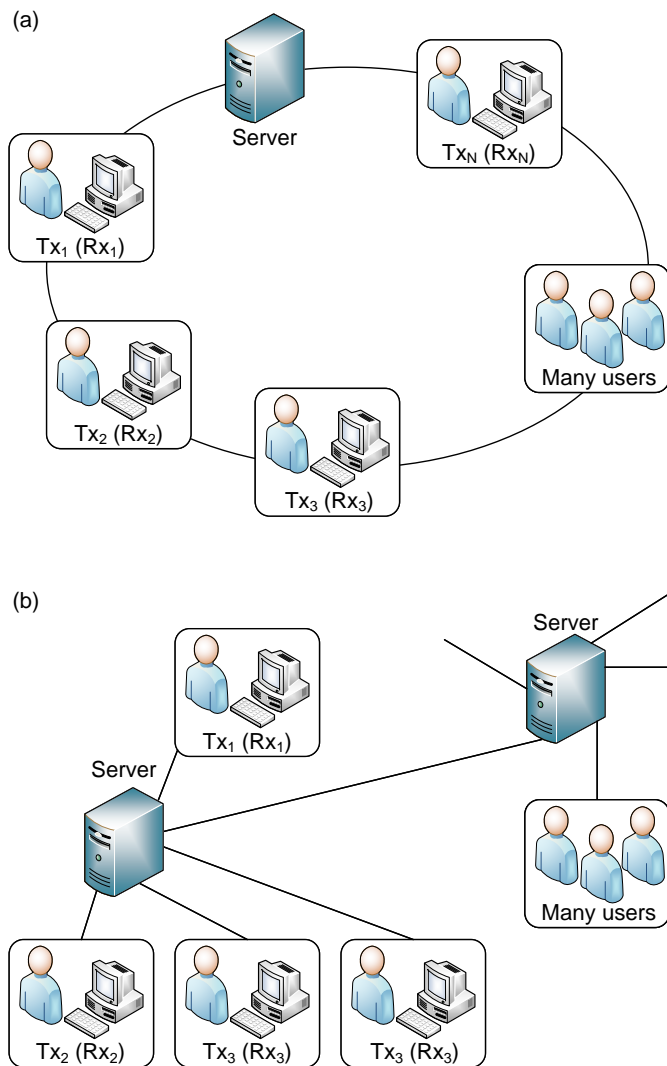 (a)
Server
Tx₁ (Rx₁)
Tx_N (Rx_N)
Tx₂ (Rx₂)
Tx₃ (Rx₃)
Many users
(b)
Server
Tx₁ (Rx₁)
Server
Many users
Tx₂ (Rx₂)
Tx₃ (Rx₃)
Tx₃ (Rx₃)